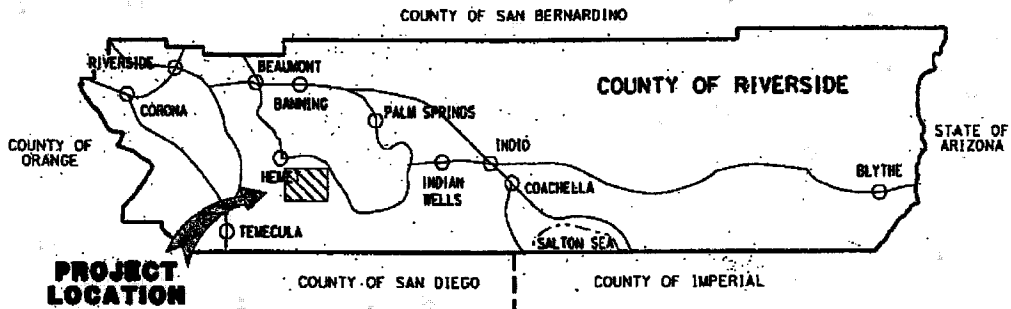 COUNTY OF SAN BERNARDINO
RIVERSIDE
BEAUMONT
COUNTY OF RIVERSIDE
CORONA
BANNING
PALM SPRINGS
COUNTY OF
ORANGE
STATE OF
ARIZONA
INDIO
HEMET
INDIAN
WELLS
COACHELLA
BLYTHE
TEMECULA
SALTON SEA
PROJECT
LOCATION
COUNTY OF SAN DIEGO
COUNTY OF IMPERIAL